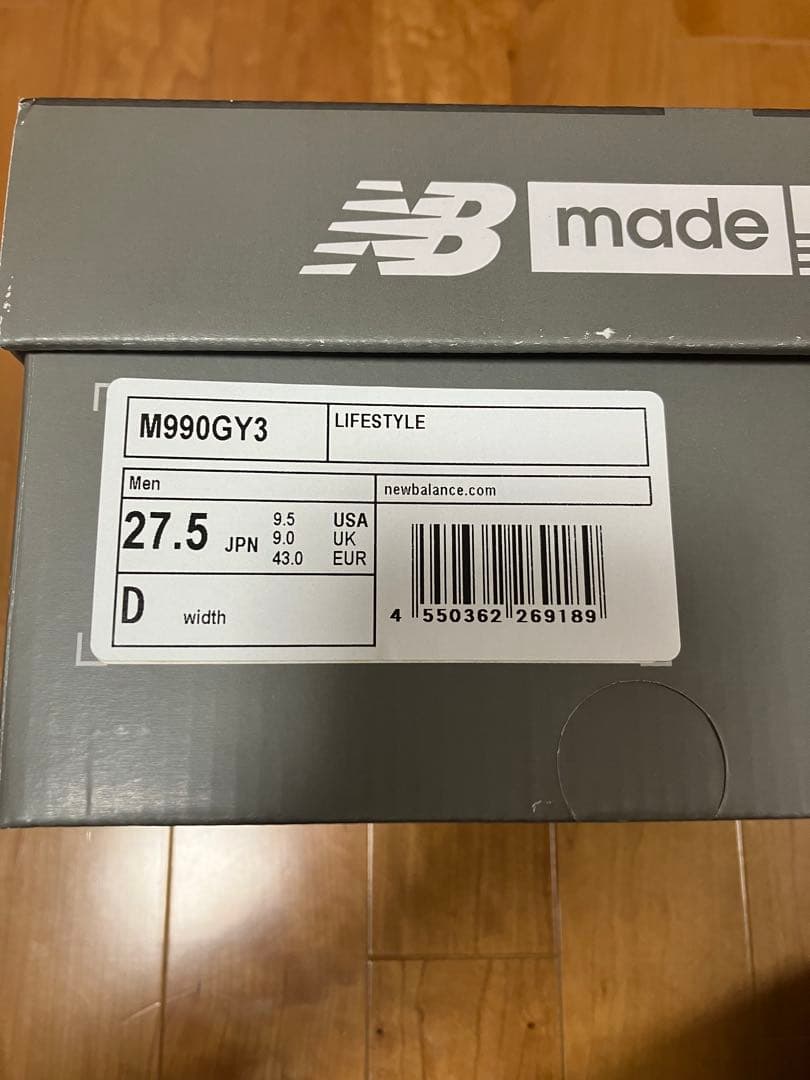 NB made
M990GY3
LIFESTYLE
Men
newbalance.com
27.5 JPN
9.5 USA
9.0 UK
43.0 EUR
D width
4 550362 269189